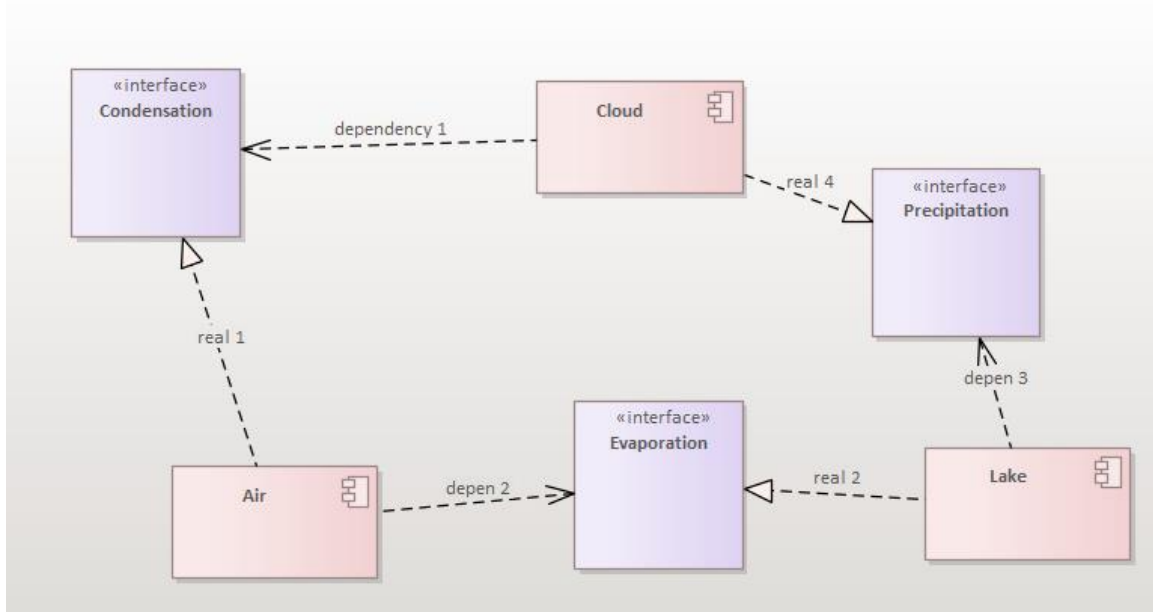 «interface»
Condensation
dependency 1
Cloud
real 4
«interface»
Precipitation
real 1
depen 3
«interface»
Evaporation
Air
depen 2
real 2
Lake